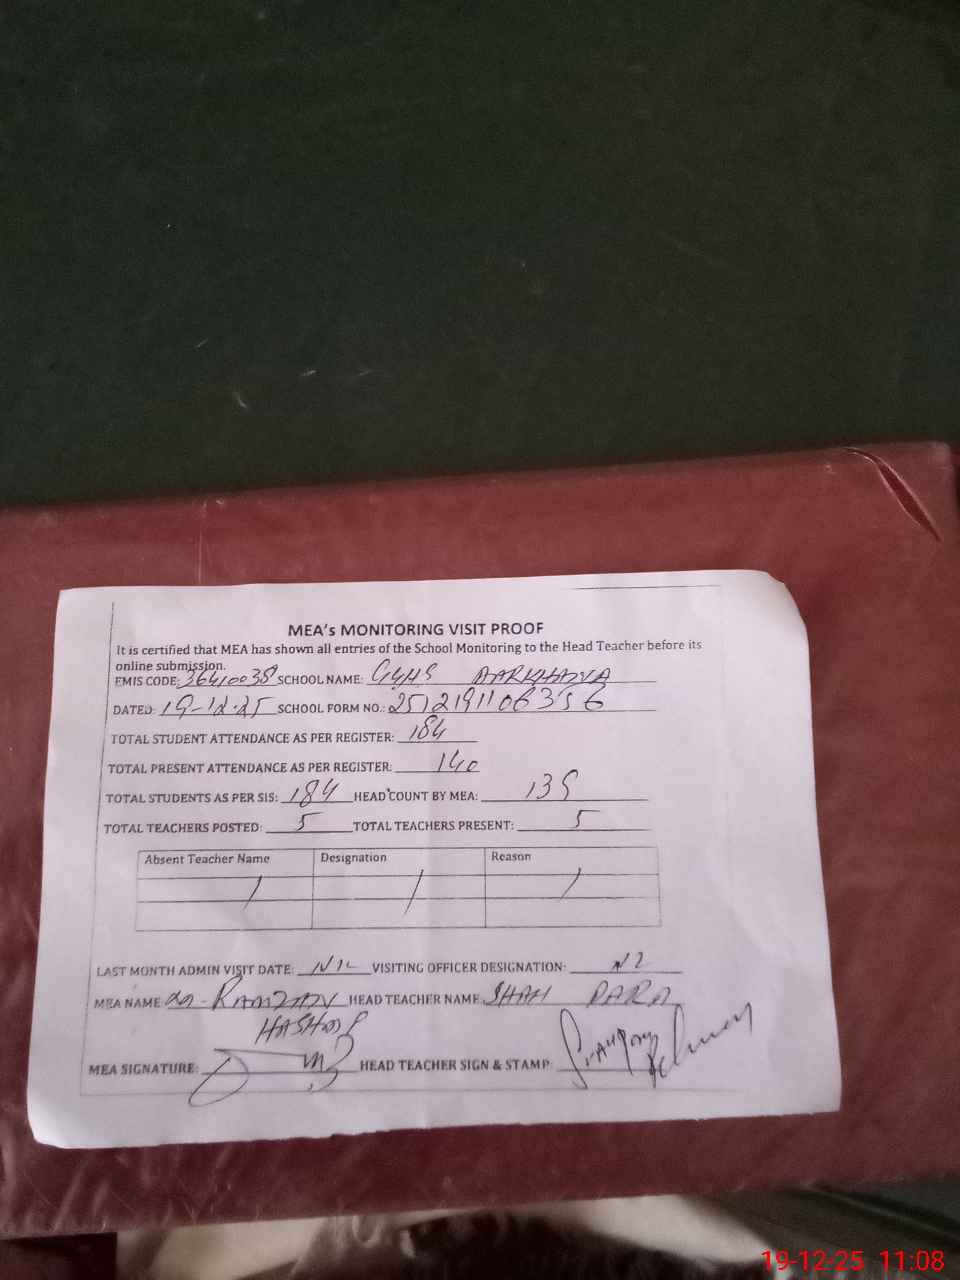 MEA's MONITORING VISIT PROOF
It is certified that MEA has shown all entries of the School Monitoring to the Head Teacher before its
online submission.
EMIS CODE: 36410038 SCHOOL NAME: GGHS
DATED: 19-12-25 SCHOOL FORM NO.: 2512191106356
TOTAL STUDENT ATTENDANCE AS PER REGISTER: 184
TOTAL PRESENT ATTENDANCE AS PER REGISTER: 140
TOTAL STUDENTS AS PER SIS: 184 HEAD COUNT BY MEA: 139
TOTAL TEACHERS POSTED: 5 TOTAL TEACHERS PRESENT: 5
Absent Teacher Name Designation Reason
/ / /
LAST MONTH ADMIN VISIT DATE: NIL VISITING OFFICER DESIGNATION:
MEA NAME: RAMZAN HEAD TEACHER NAME: SHAH PARA
MEA SIGNATURE: HEAD TEACHER SIGN & STAMP:
19-12-25 11:08